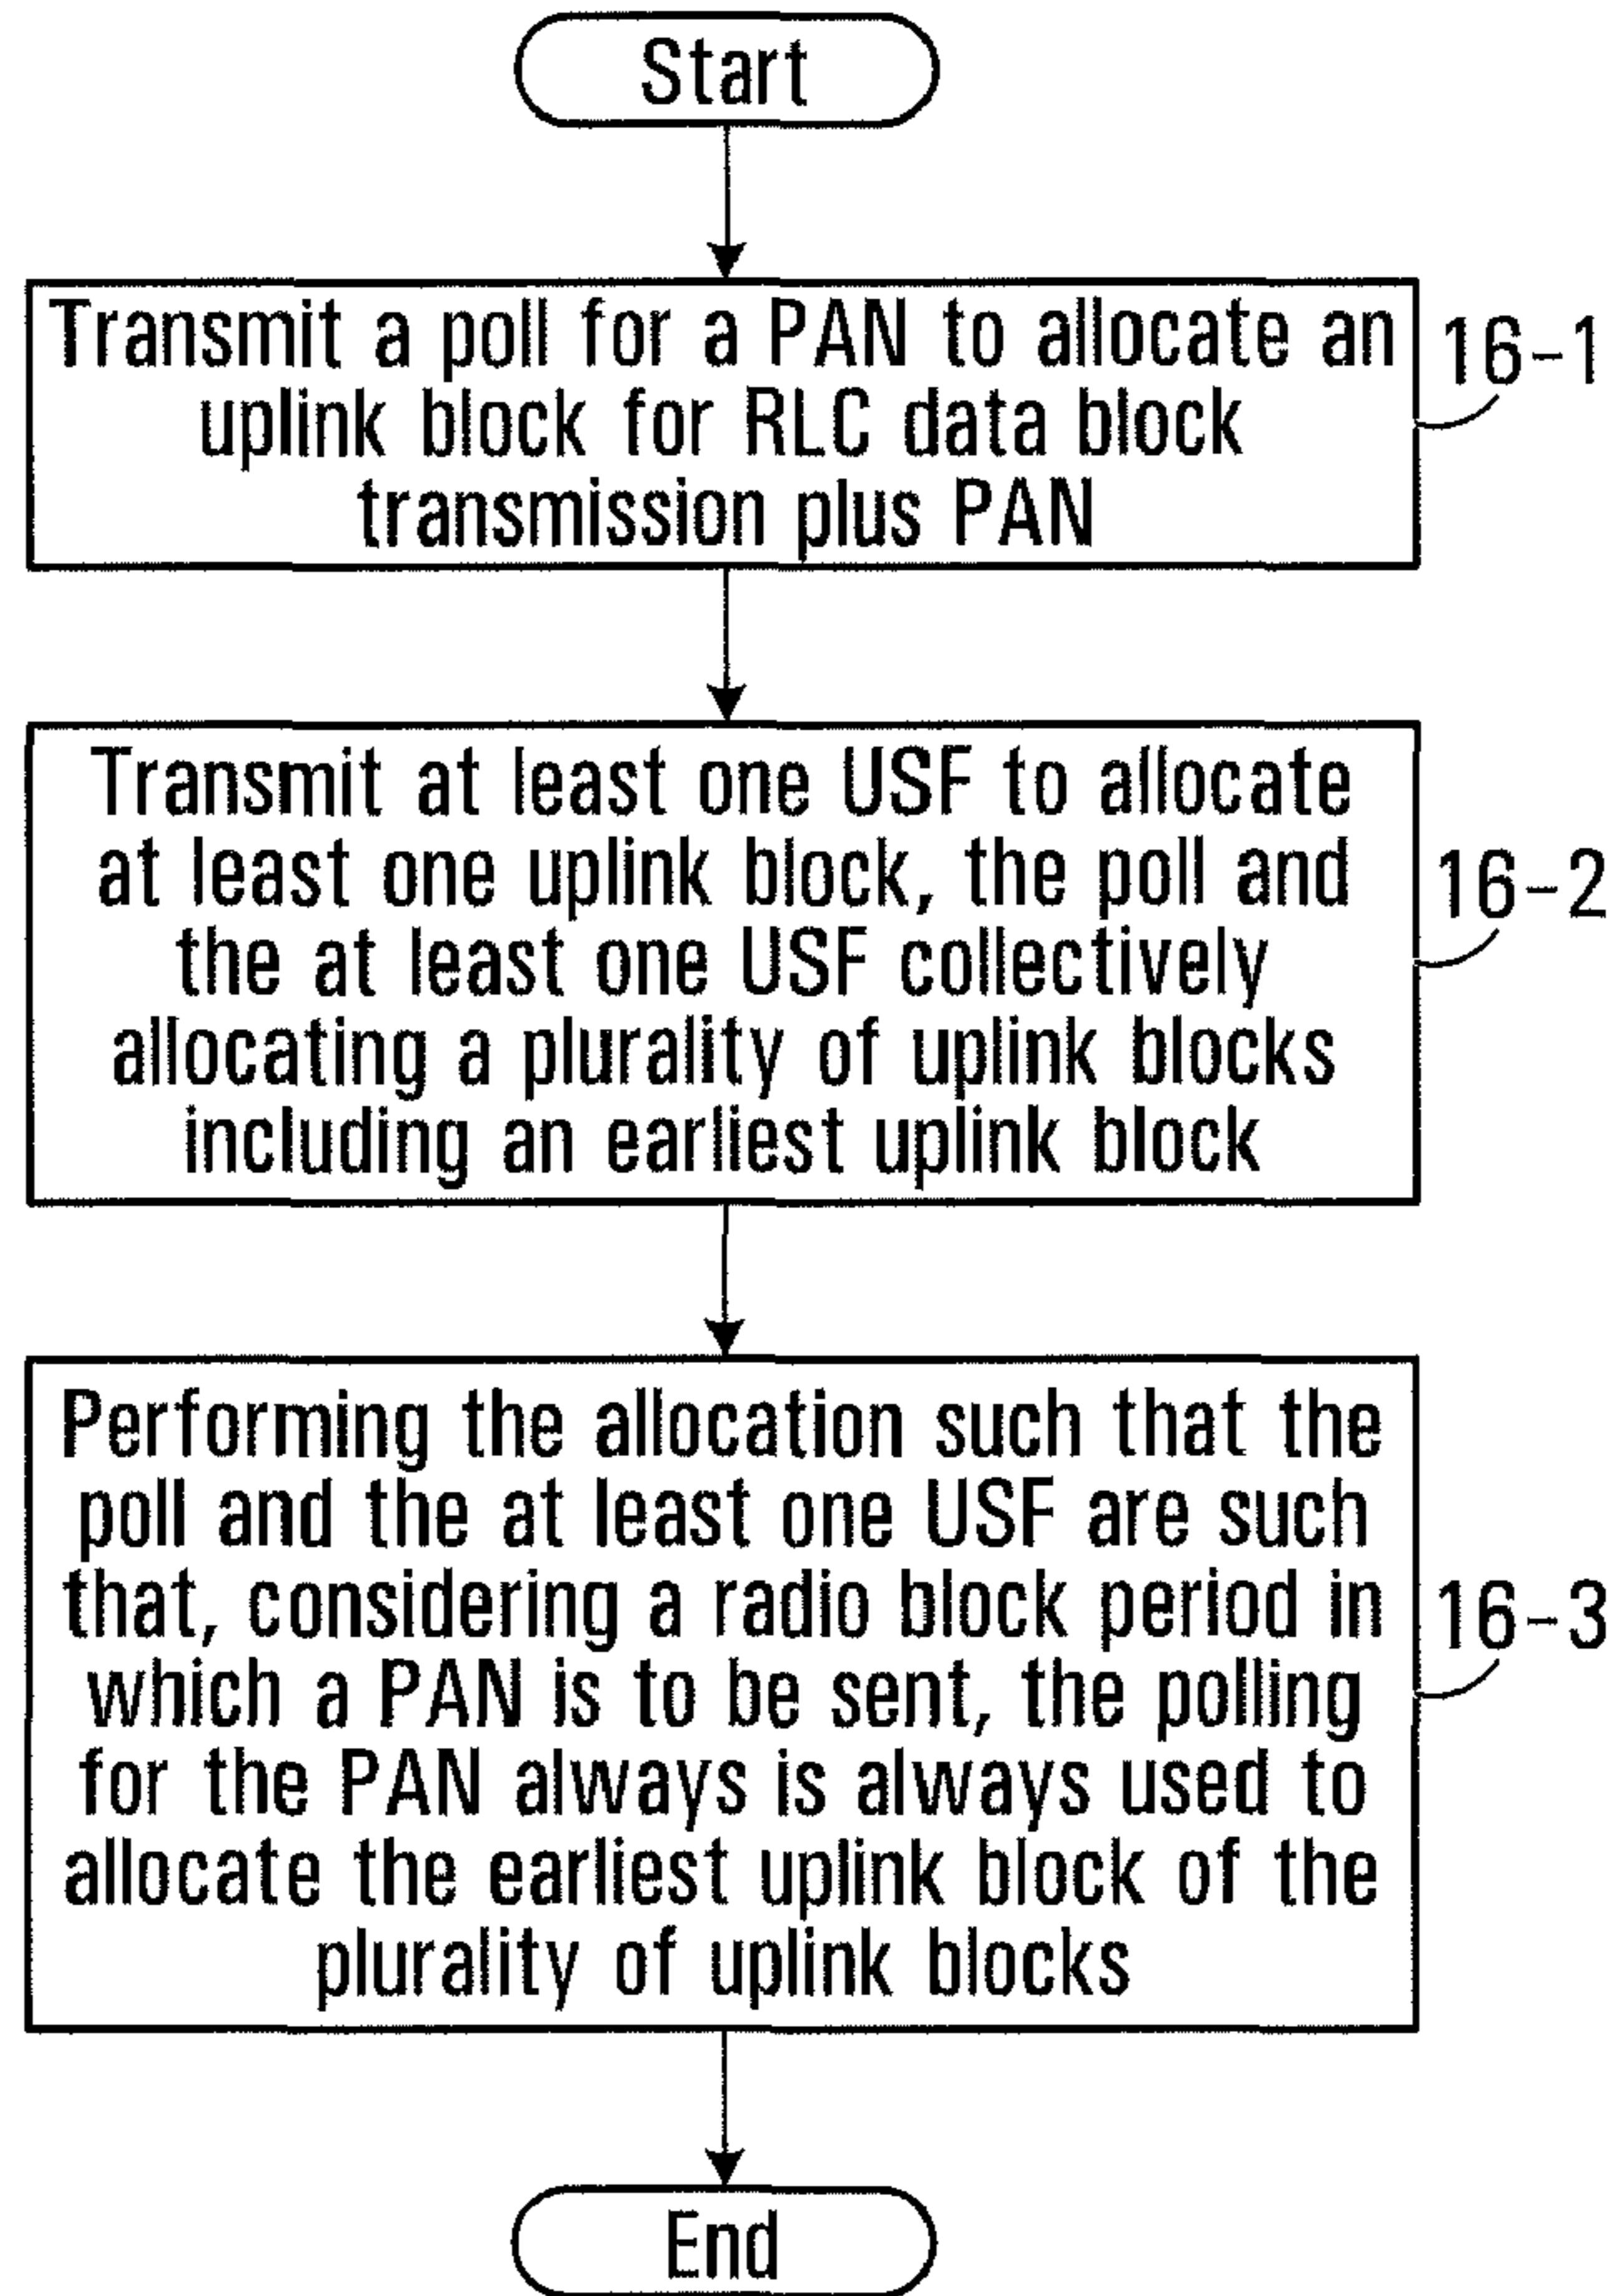 Start
Transmit a poll for a PAN to allocate an
uplink block for RLC data block
transmission plus PAN
16-1
Transmit at least one USF to allocate
at least one uplink block, the poll and
the at least one USF collectively
allocating a plurality of uplink blocks
including an earliest uplink block
16-2
Performing the allocation such that the
poll and the at least one USF are such
that, considering a radio block period in
which a PAN is to be sent, the polling
for the PAN always is always used to
allocate the earliest uplink block of the
plurality of uplink blocks
16-3
End